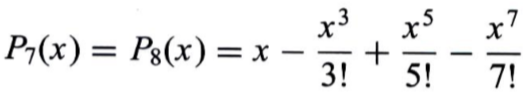 P₇(x) = P₈(x) = x − x³/3! + x⁵/5! − x⁷/7!